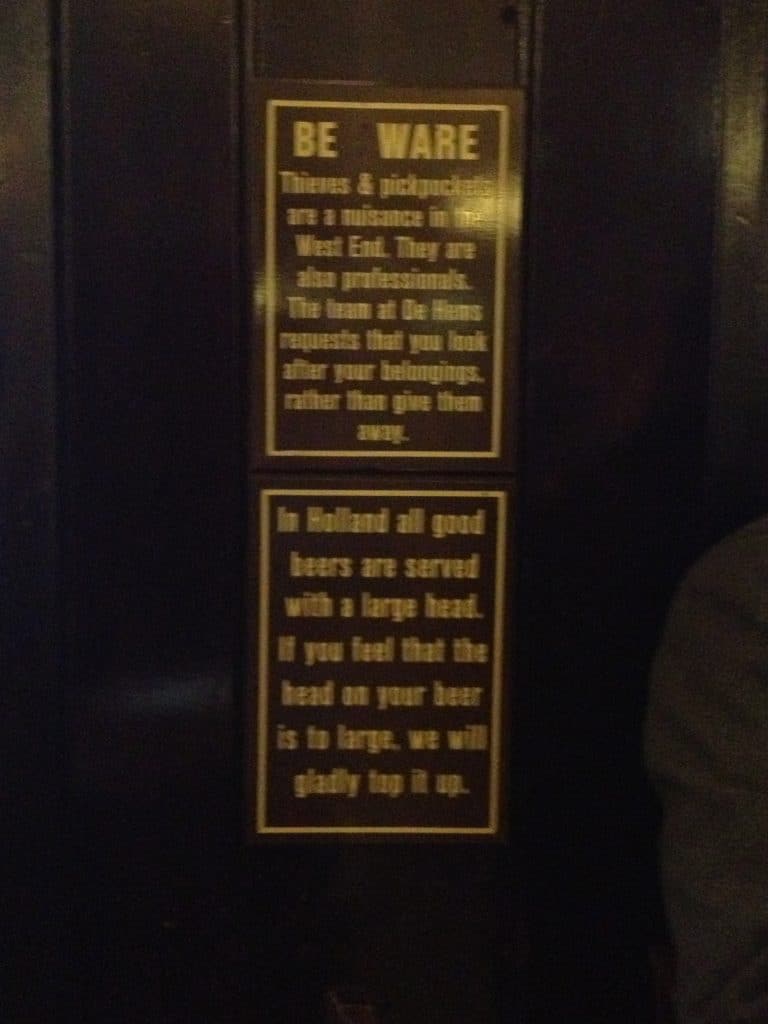 BE WARE
Thieves & pickpockets
are a nuisance in the
West End. They are
also professionals.
The team at De Hems
requests that you look
after your belongings,
rather than give them
away.
In Holland all good
beers are served
with a large head.
If you feel that the
head on your beer
is to large, we will
gladly top it up.